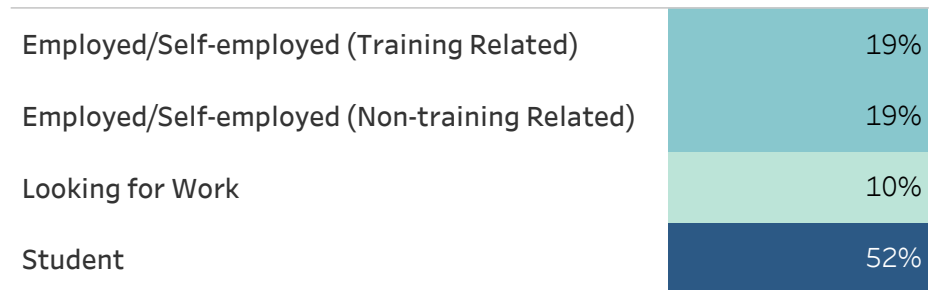 Employed/Self-employed (Training Related) 19%
Employed/Self-employed (Non-training Related) 19%
Looking for Work 10%
Student 52%